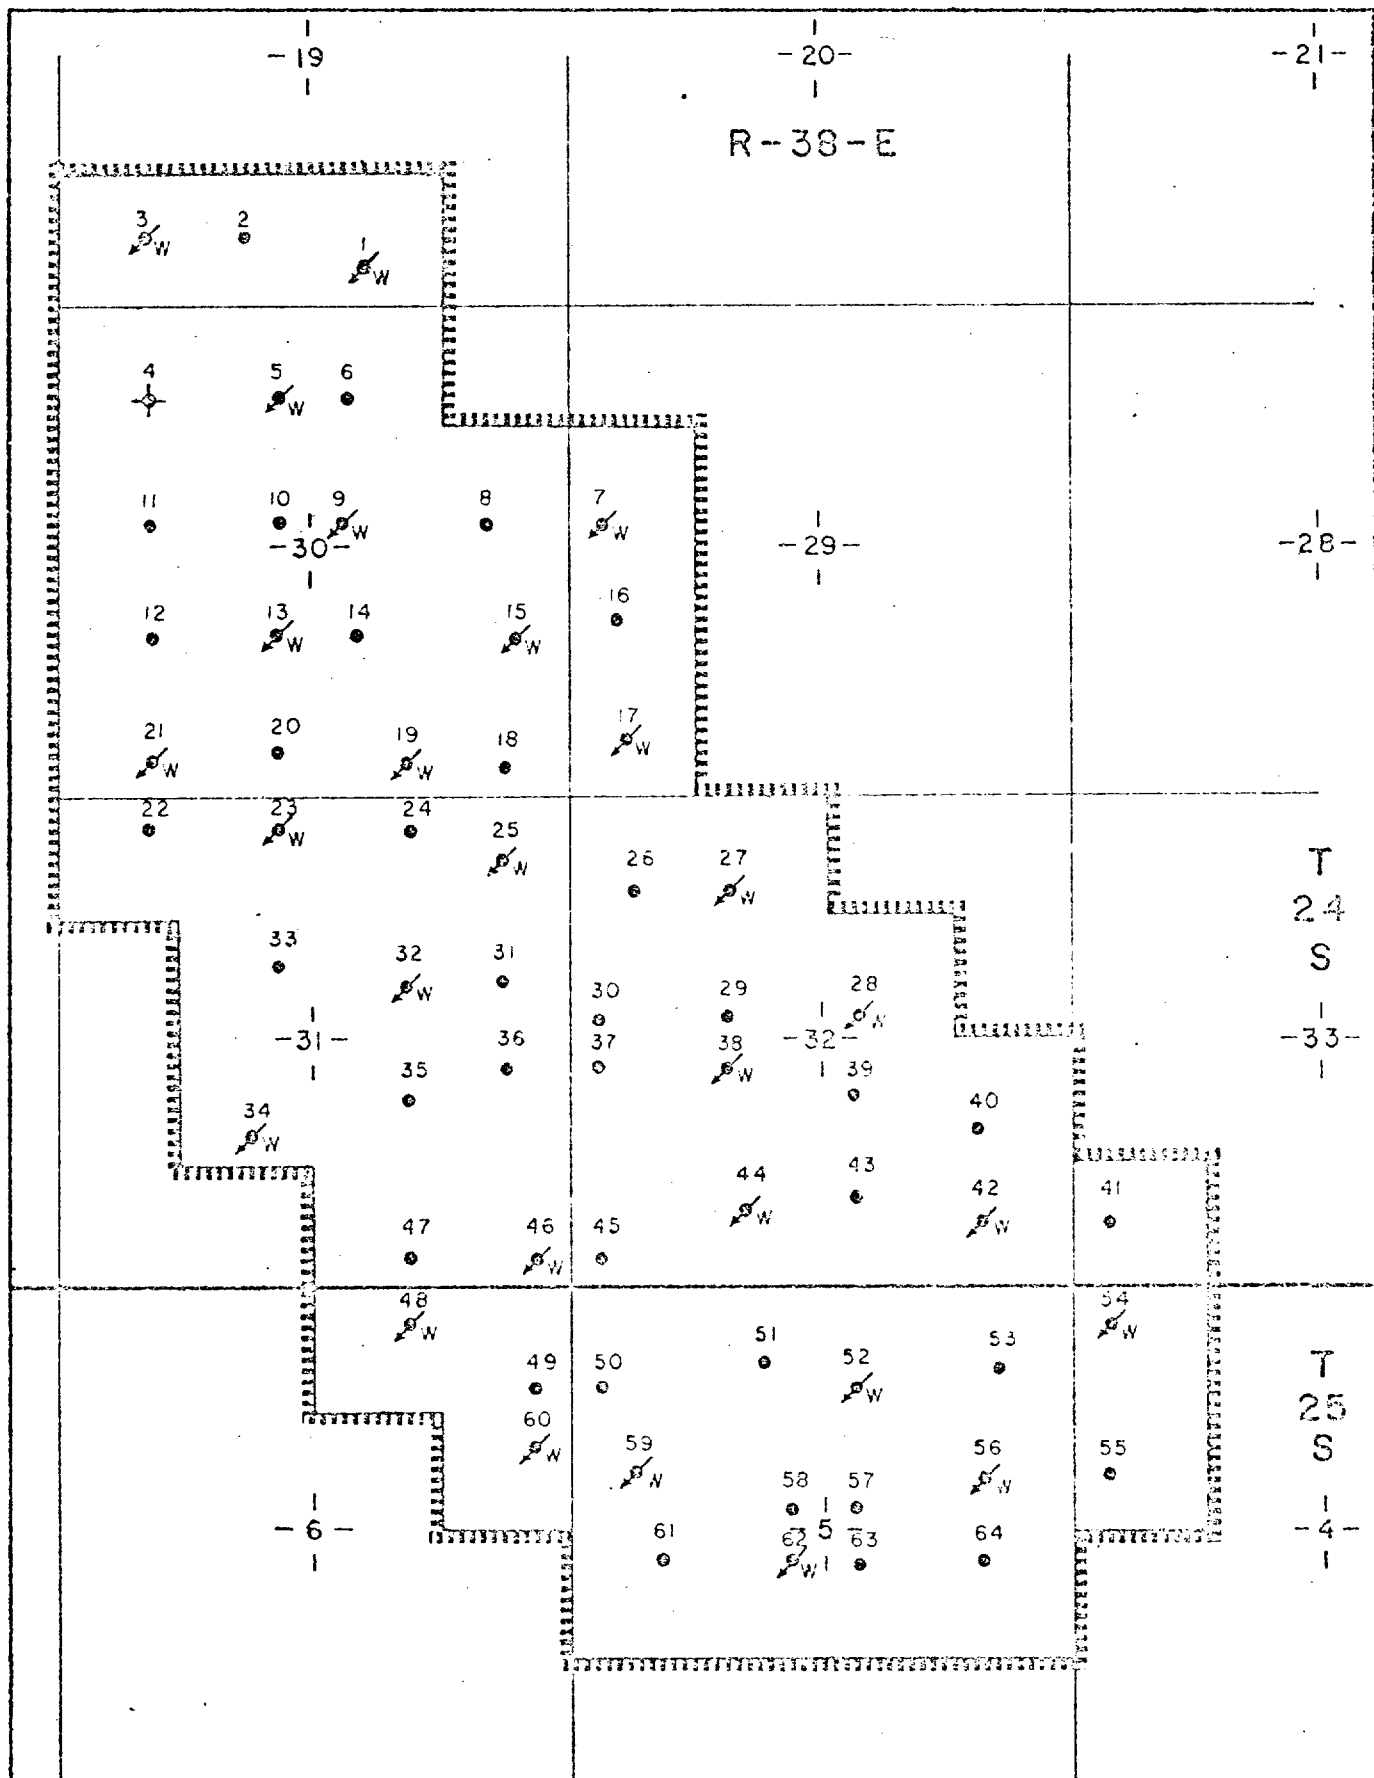 -19 -20- -21-
R-38-E
3 W 2 1 W
4 5 W 6
11 10 9 W 8 7 W
-30- -29- -28-
12 13 W 14 15 W 16
21 W 20 19 W 18 17 W
22 23 W 24 25 W
26 27 W
T
24
S
33 32 W 31 30 29 28 W
-31- -32- -33-
36 37 38 W 39
35 40
34 W
44 W 43 42 W 41
47 46 W 45
48 W 54 W
51 53
49 50 52 W
T
25
S
60 W 59 W 56 W 55
58 57
-6- -5- -4-
61 62 W 63 64